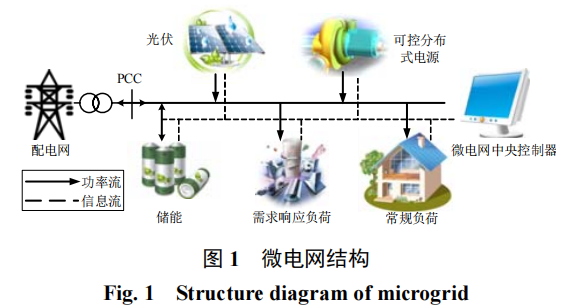 光伏
可控分布
式电源
PCC
配电网
微电网中央控制器
功率流
信息流
储能
需求响应负荷
常规负荷
图 1 微电网结构
Fig. 1 Structure diagram of microgrid